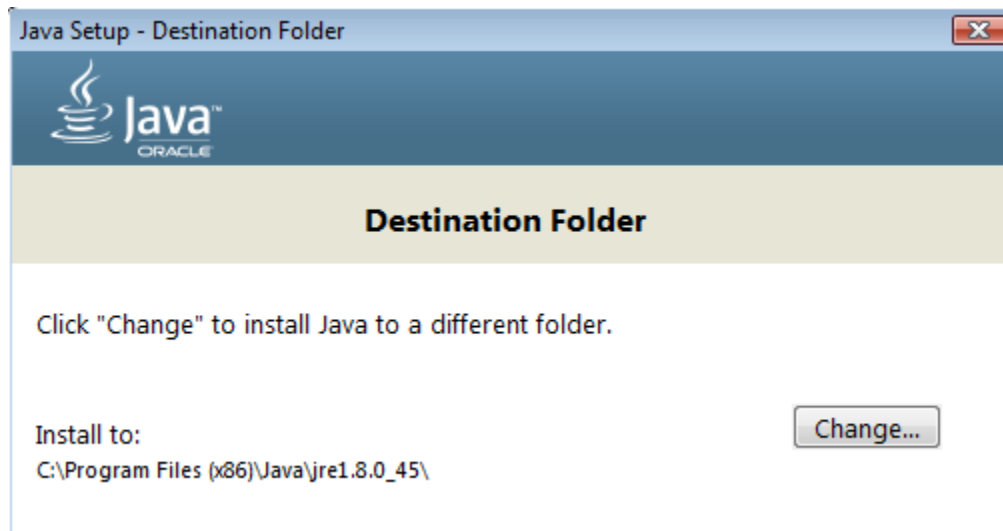 Java Setup - Destination Folder
Java™
ORACLE
Destination Folder
Click "Change" to install Java to a different folder.
Change...
Install to:
C:\Program Files (x86)\Java\jre1.8.0_45\